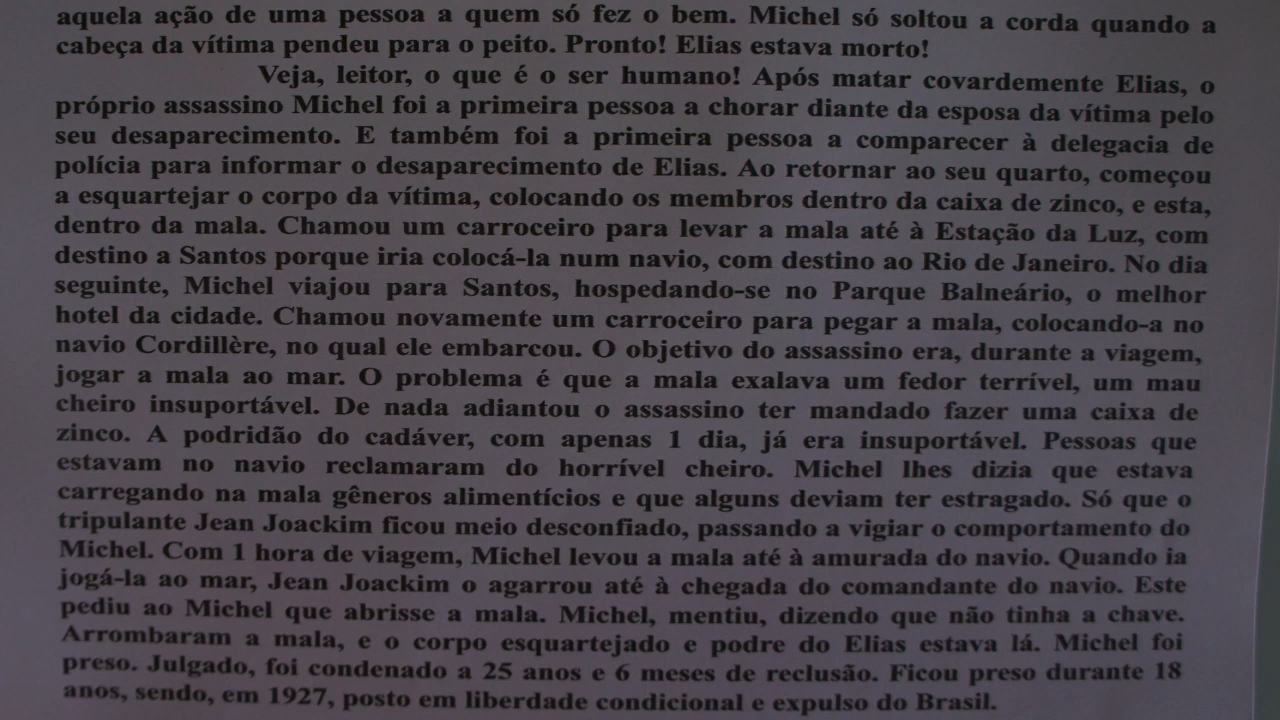 aquela ação de uma pessoa a quem só fez o bem. Michel só soltou a corda quando a
cabeça da vítima pendeu para o peito. Pronto! Elias estava morto!
Veja, leitor, o que é o ser humano! Após matar covardemente Elias, o
próprio assassino Michel foi a primeira pessoa a chorar diante da esposa da vítima pelo
seu desaparecimento. E também foi a primeira pessoa a comparecer à delegacia de
polícia para informar o desaparecimento de Elias. Ao retornar ao seu quarto, começou
a esquartejar o corpo da vítima, colocando os membros dentro da caixa de zinco, e esta,
dentro da mala. Chamou um carroceiro para levar a mala até à Estação da Luz, com
destino a Santos porque iria colocá-la num navio, com destino ao Rio de Janeiro. No dia
seguinte, Michel viajou para Santos, hospedando-se no Parque Balneário, o melhor
hotel da cidade. Chamou novamente um carroceiro para pegar a mala, colocando-a no
navio Cordillère, no qual ele embarcou. O objetivo do assassino era, durante a viagem,
jogar a mala ao mar. O problema é que a mala exalava um fedor terrível, um mau
cheiro insuportável. De nada adiantou o assassino ter mandado fazer uma caixa de
zinco. A podridão do cadáver, com apenas 1 dia, já era insuportável. Pessoas que
estavam no navio reclamaram do horrível cheiro. Michel lhes dizia que estava
carregando na mala gêneros alimentícios e que alguns deviam ter estragado. Só que o
tripulante Jean Joackim ficou meio desconfiado, passando a vigiar o comportamento do
Michel. Com 1 hora de viagem, Michel levou a mala até à amurada do navio. Quando ia
jogá-la ao mar, Jean Joackim o agarrou até à chegada do comandante do navio. Este
pediu ao Michel que abrisse a mala. Michel, mentiu, dizendo que não tinha a chave.
Arrombaram a mala, e o corpo esquartejado e podre do Elias estava lá. Michel foi
preso. Julgado, foi condenado a 25 anos e 6 meses de reclusão. Ficou preso durante 18
anos, sendo, em 1927, posto em liberdade condicional e expulso do Brasil.